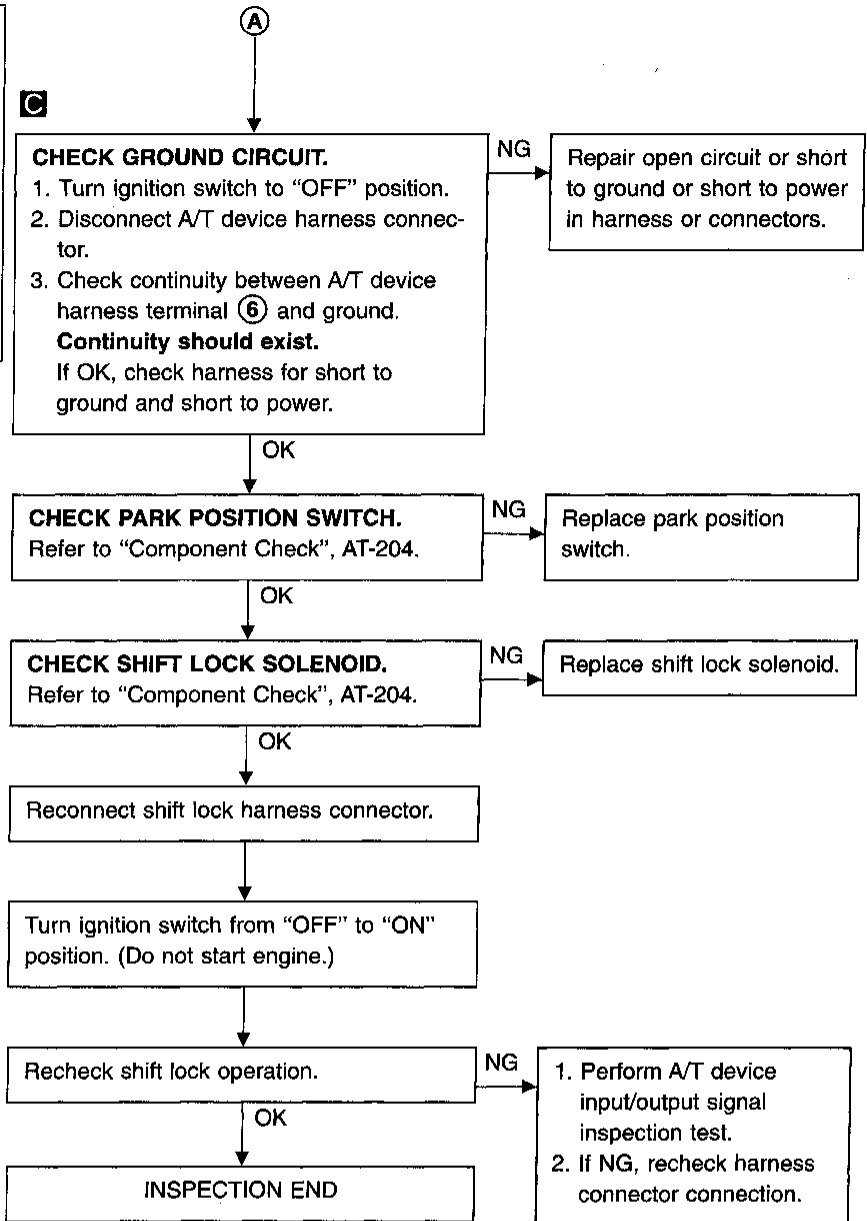 A
C
CHECK GROUND CIRCUIT.
1. Turn ignition switch to "OFF" position.
2. Disconnect A/T device harness connec-
tor.
3. Check continuity between A/T device
harness terminal 6 and ground.
Continuity should exist.
If OK, check harness for short to
ground and short to power.
NG
Repair open circuit or short
to ground or short to power
in harness or connectors.
OK
CHECK PARK POSITION SWITCH.
Refer to "Component Check", AT-204.
NG
Replace park position
switch.
OK
CHECK SHIFT LOCK SOLENOID.
Refer to "Component Check", AT-204.
NG
Replace shift lock solenoid.
OK
Reconnect shift lock harness connector.
Turn ignition switch from "OFF" to "ON"
position. (Do not start engine.)
Recheck shift lock operation.
NG
1. Perform A/T device
input/output signal
inspection test.
2. If NG, recheck harness
connector connection.
OK
INSPECTION END